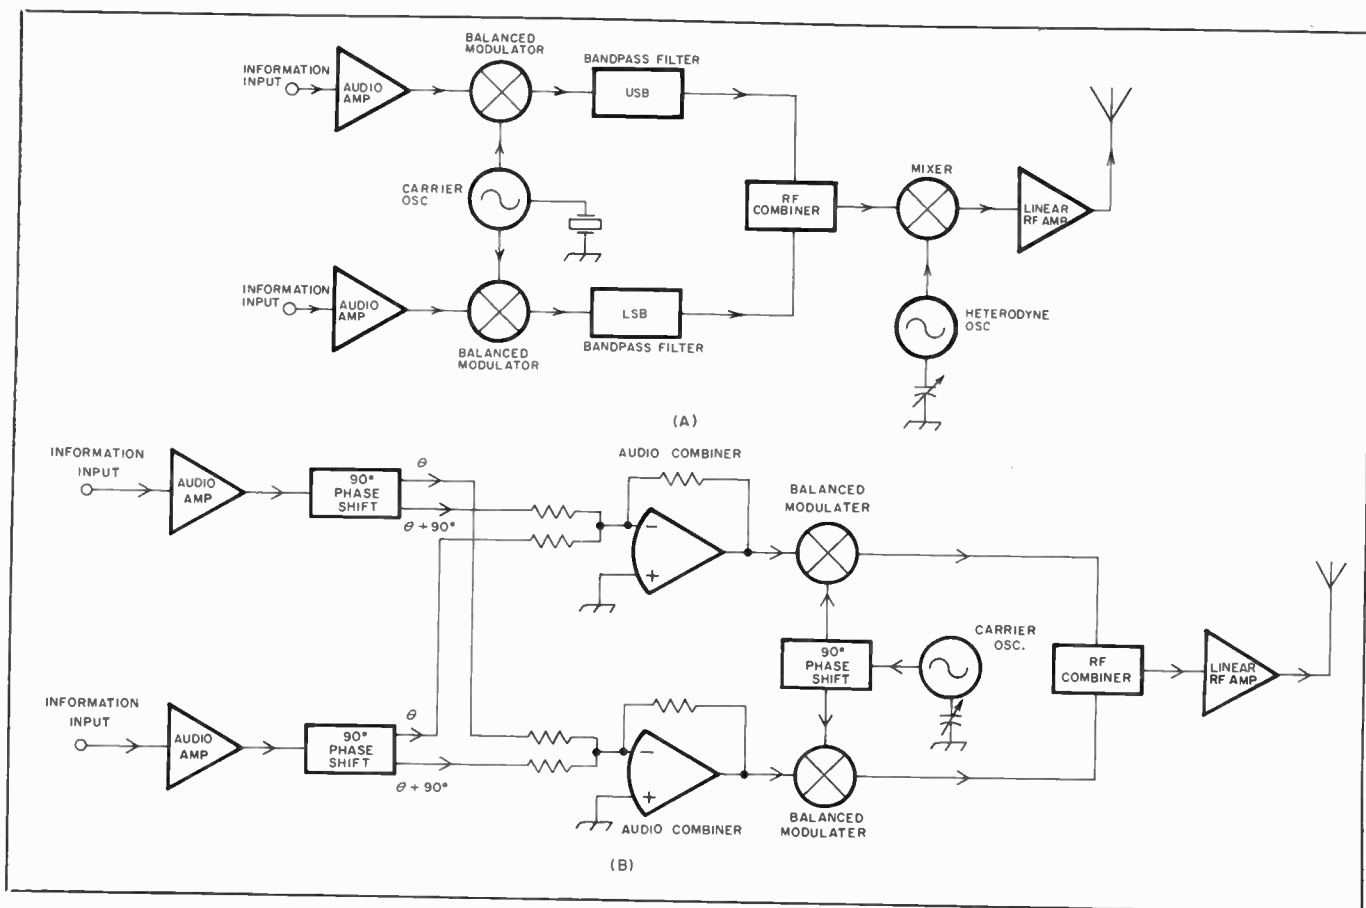 BALANCED
MODULATOR
INFORMATION
INPUT
AUDIO
AMP
BANDPASS FILTER
USB
CARRIER
OSC
RF
COMBINER
MIXER
LINEAR
RF AMP
INFORMATION
INPUT
AUDIO
AMP
BALANCED
MODULATOR
LSB
BANDPASS FILTER
HETERODYNE
OSC
(A)
INFORMATION
INPUT
AUDIO
AMP
90°
PHASE
SHIFT
θ
θ + 90°
AUDIO COMBINER
−
+
BALANCED
MODULATER
90°
PHASE
SHIFT
CARRIER
OSC.
RF
COMBINER
LINEAR
RF AMP
INFORMATION
INPUT
AUDIO
AMP
90°
PHASE
SHIFT
θ
θ + 90°
−
+
AUDIO COMBINER
BALANCED
MODULATER
(B)